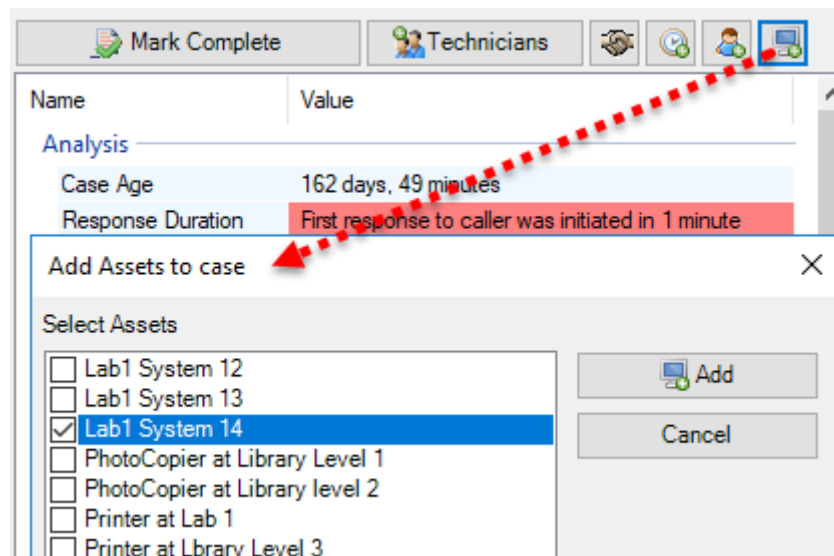 Mark Complete Technicians
Name Value
Analysis
Case Age 162 days, 49 minutes
Response Duration First response to caller was initiated in 1 minute
Add Assets to case
Select Assets
Lab1 System 12
Lab1 System 13
Lab1 System 14
PhotoCopier at Library Level 1
PhotoCopier at Library level 2
Printer at Lab 1
Printer at Lbrary Level 3
Add
Cancel